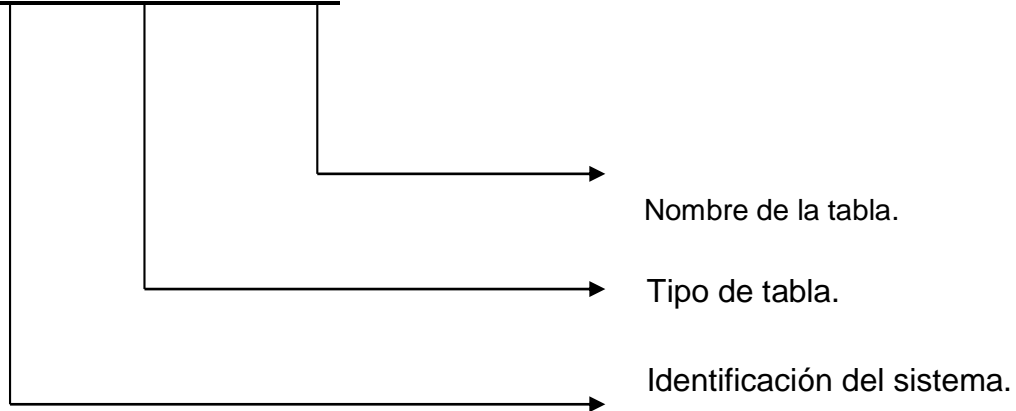 Nombre de la tabla.
Tipo de tabla.
Identificación del sistema.